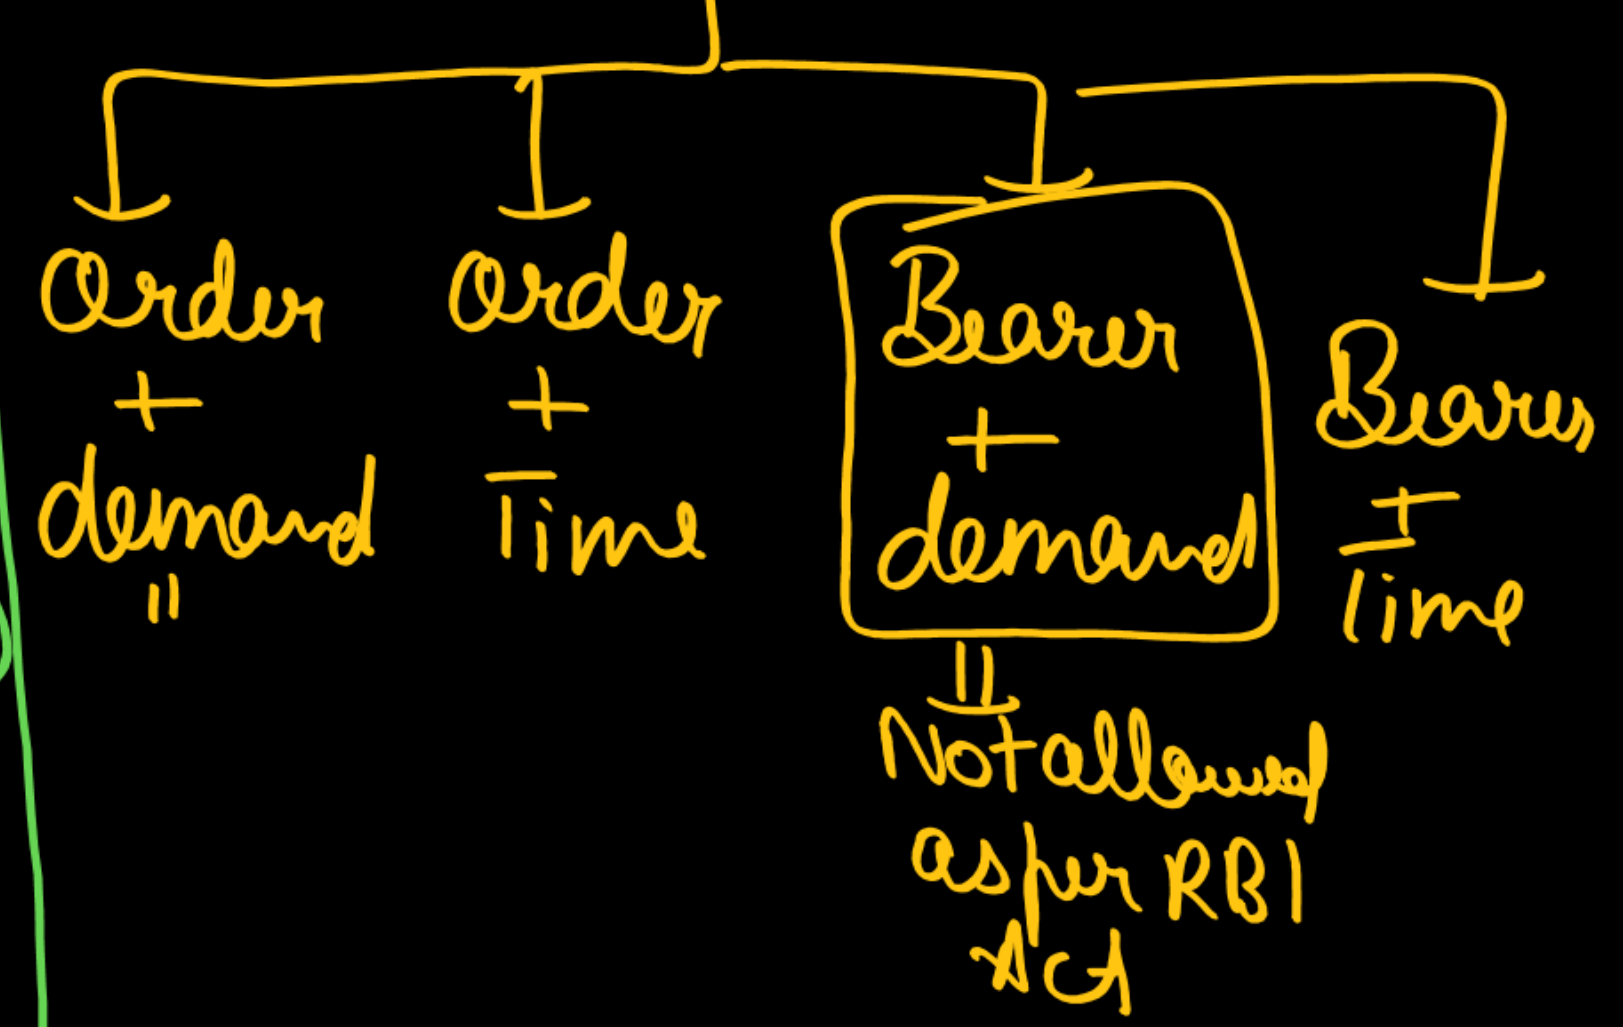 Order
+
demand
Order
+
Time
Bearer
+
demand
Not allowed
as per RBI
Act
Bearer
+
Time